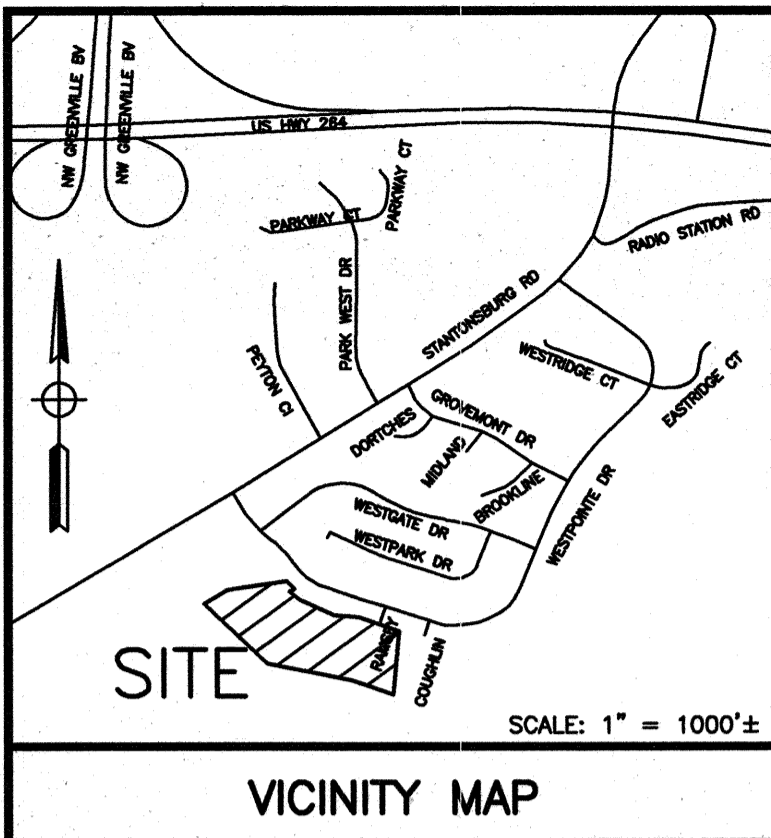 NW GREENVILLE BV
NW GREENVILLE BV
US HWY 264
PARKWAY CT
PARKWAY CT
RADIO STATION RD
PARK WEST DR
STANTONSBURG RD
PEYTON CI
WESTRIDGE CT
EASTRIDGE CT
GROVEMONT DR
DORTCHES
MIDLAND
BROOKLINE
WESTPOINTE DR
WESTGATE DR
WESTPARK DR
RAMSEY
COUGHLIN
SITE
SCALE: 1" = 1000'±
VICINITY MAP